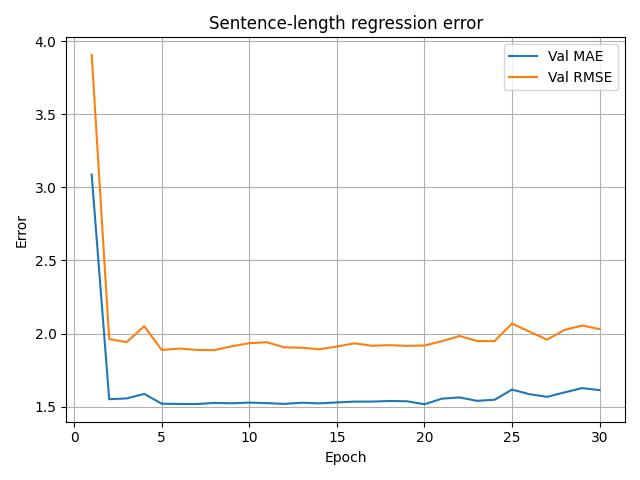 Sentence-length regression error
Val MAE
Val RMSE
4.0
3.5
3.0
2.5
2.0
1.5
Error
0 5 10 15 20 25 30
Epoch